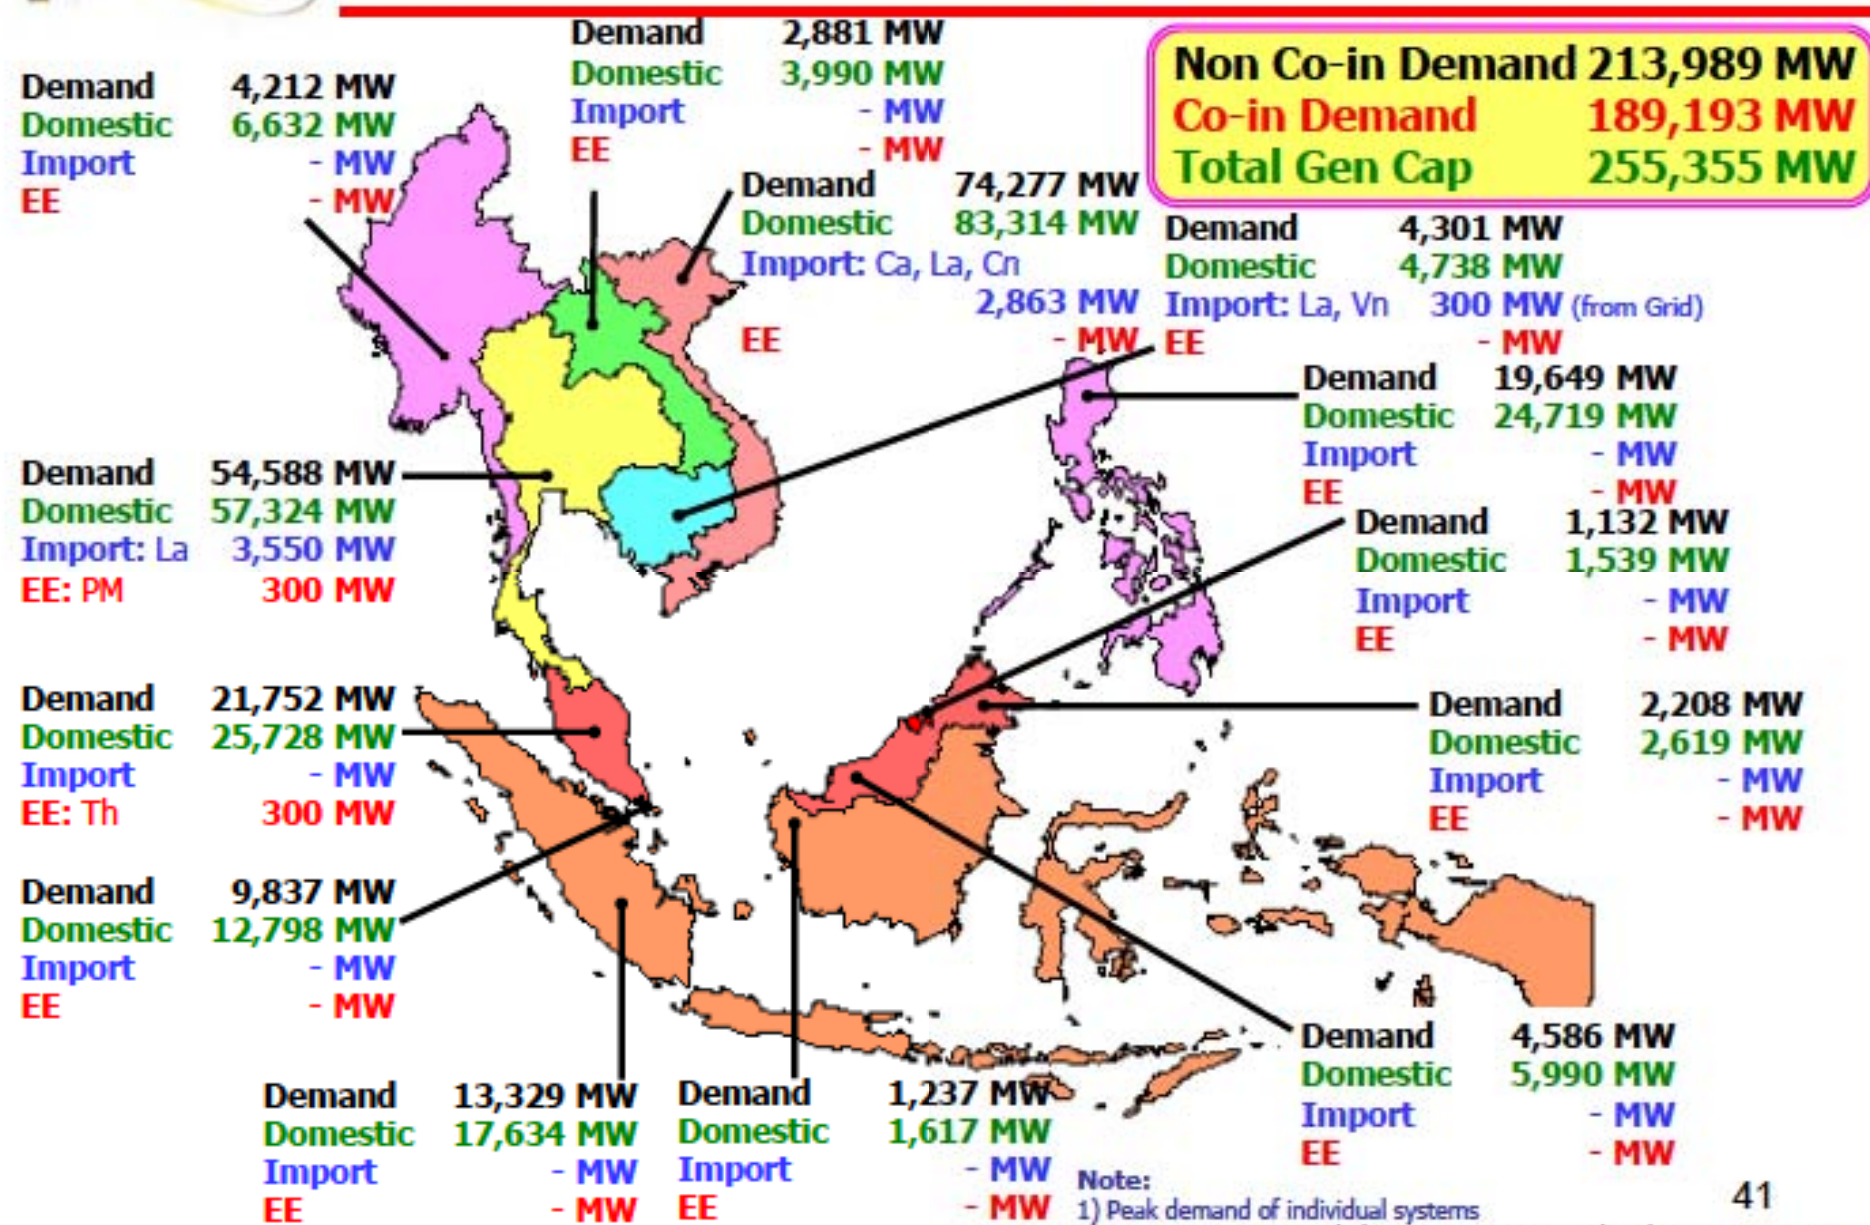 Demand 2,881 MW
Domestic 3,990 MW
Import - MW
EE - MW
Non Co-in Demand 213,989 MW
Co-in Demand 189,193 MW
Total Gen Cap 255,355 MW
Demand 4,212 MW
Domestic 6,632 MW
Import - MW
EE - MW
Demand 74,277 MW
Domestic 83,314 MW
Import: Ca, La, Cn
2,863 MW
EE - MW
Demand 4,301 MW
Domestic 4,738 MW
Import: La, Vn 300 MW (from Grid)
EE - MW
Demand 19,649 MW
Domestic 24,719 MW
Import - MW
EE - MW
Demand 54,588 MW
Domestic 57,324 MW
Import: La 3,550 MW
EE: PM 300 MW
Demand 1,132 MW
Domestic 1,539 MW
Import - MW
EE - MW
Demand 21,752 MW
Domestic 25,728 MW
Import - MW
EE: Th 300 MW
Demand 2,208 MW
Domestic 2,619 MW
Import - MW
EE - MW
Demand 9,837 MW
Domestic 12,798 MW
Import - MW
EE - MW
Demand 4,586 MW
Domestic 5,990 MW
Import - MW
EE - MW
Demand 13,329 MW
Domestic 17,634 MW
Import - MW
EE - MW
Demand 1,237 MW
Domestic 1,617 MW
Import - MW
EE - MW
Note:
1) Peak demand of individual systems
41